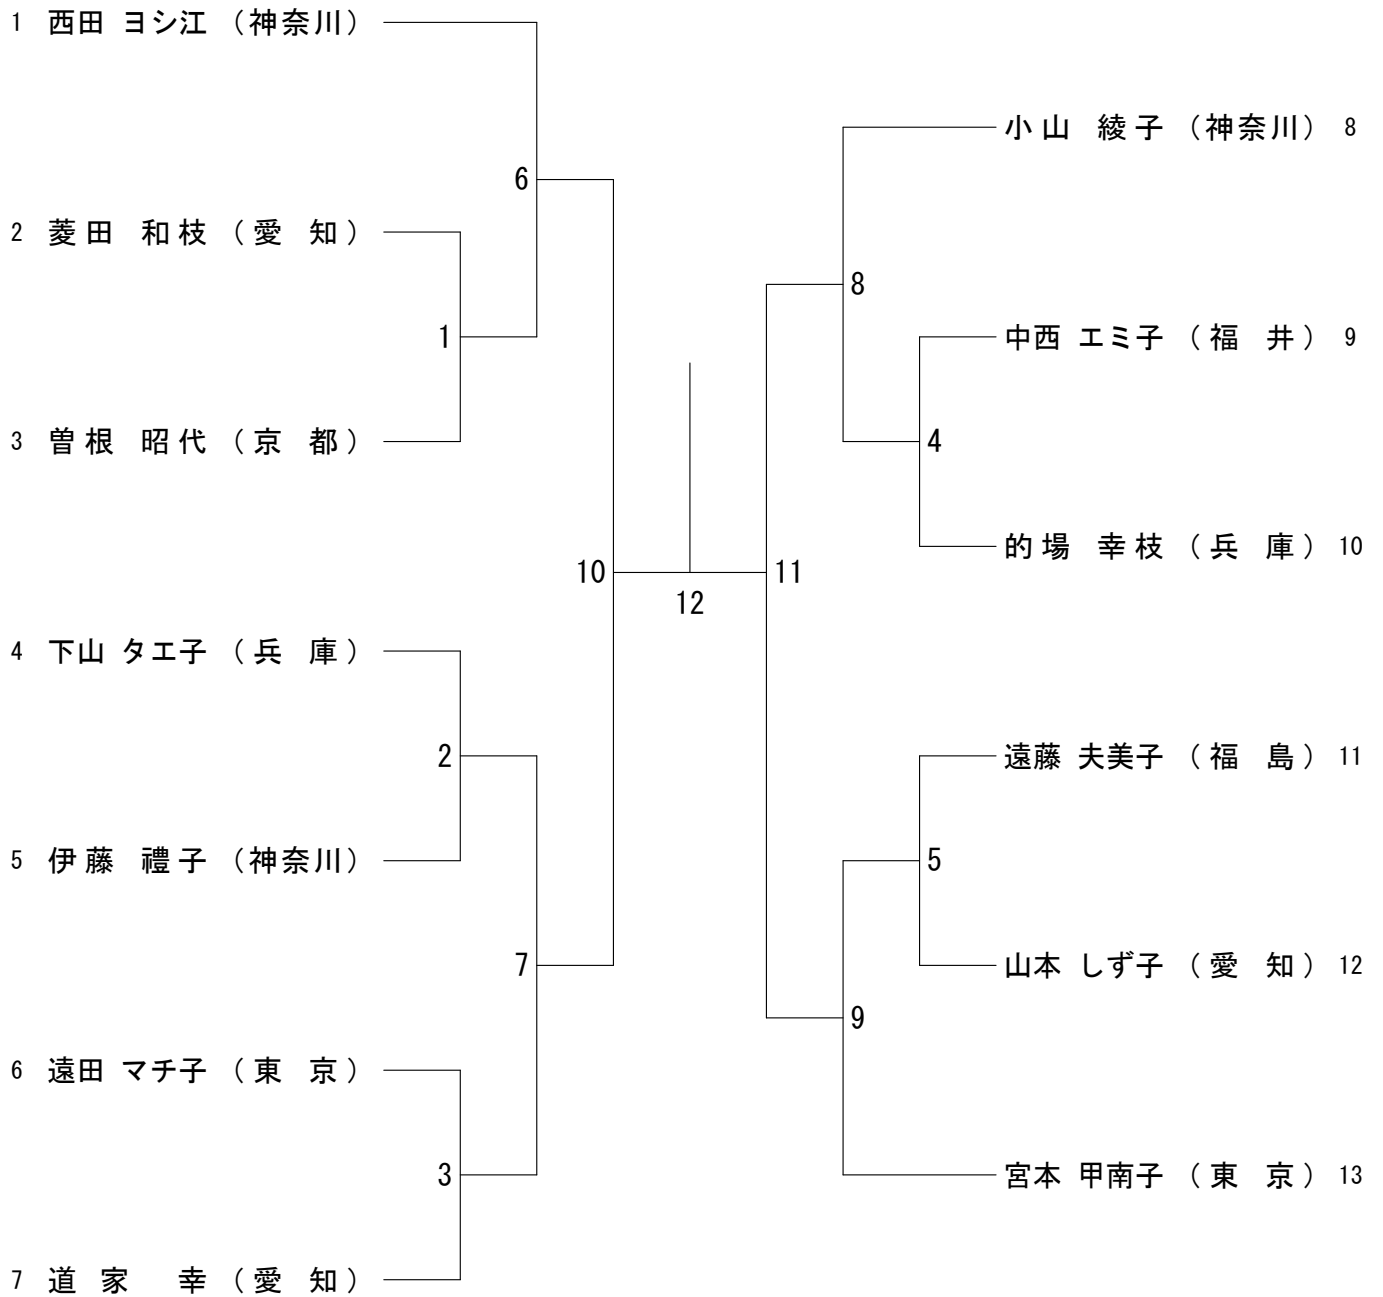 1 西田 ヨシ江 (神奈川)
2 菱田 和枝 (愛 知)
3 曽根 昭代 (京 都)
4 下山 タエ子 (兵 庫)
5 伊藤 禮子 (神奈川)
6 遠田 マチ子 (東 京)
7 道家 幸 (愛 知)
6
1
2
7
3
10
12
11
8
4
5
9
小山 綾子 (神奈川) 8
中西 エミ子 (福 井) 9
的場 幸枝 (兵 庫) 10
遠藤 夫美子 (福 島) 11
山本 しず子 (愛 知) 12
宮本 甲南子 (東 京) 13